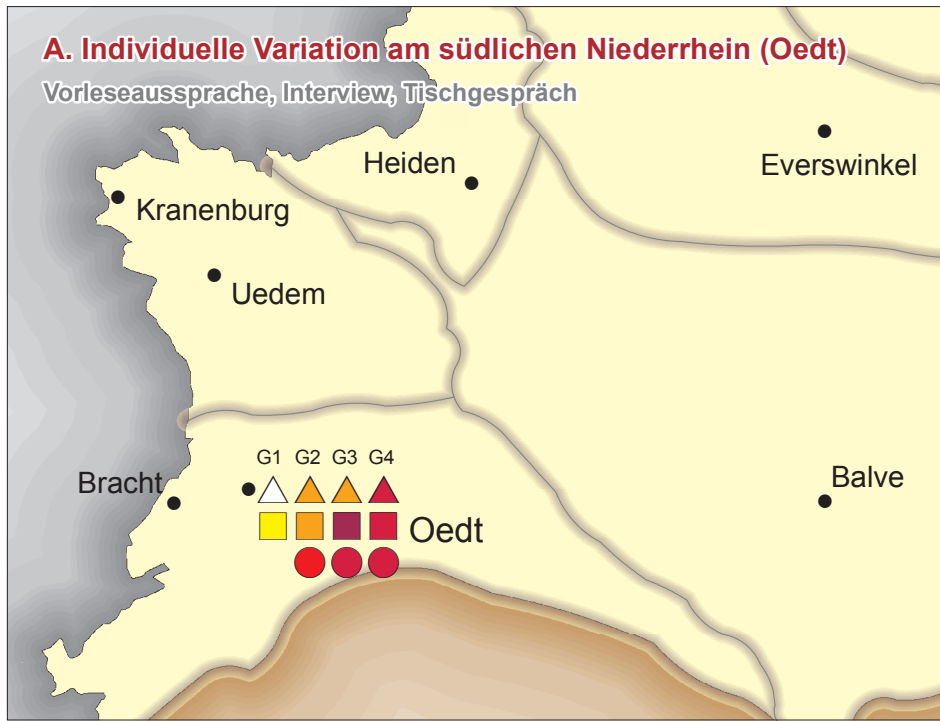 A. Individuelle Variation am südlichen Niederrhein (Oedt)
Vorleseaussprache, Interview, Tischgespräch
Heiden
Everswinkel
Kranenburg
Uedem
G1 G2 G3 G4
Bracht
Balve
Oedt